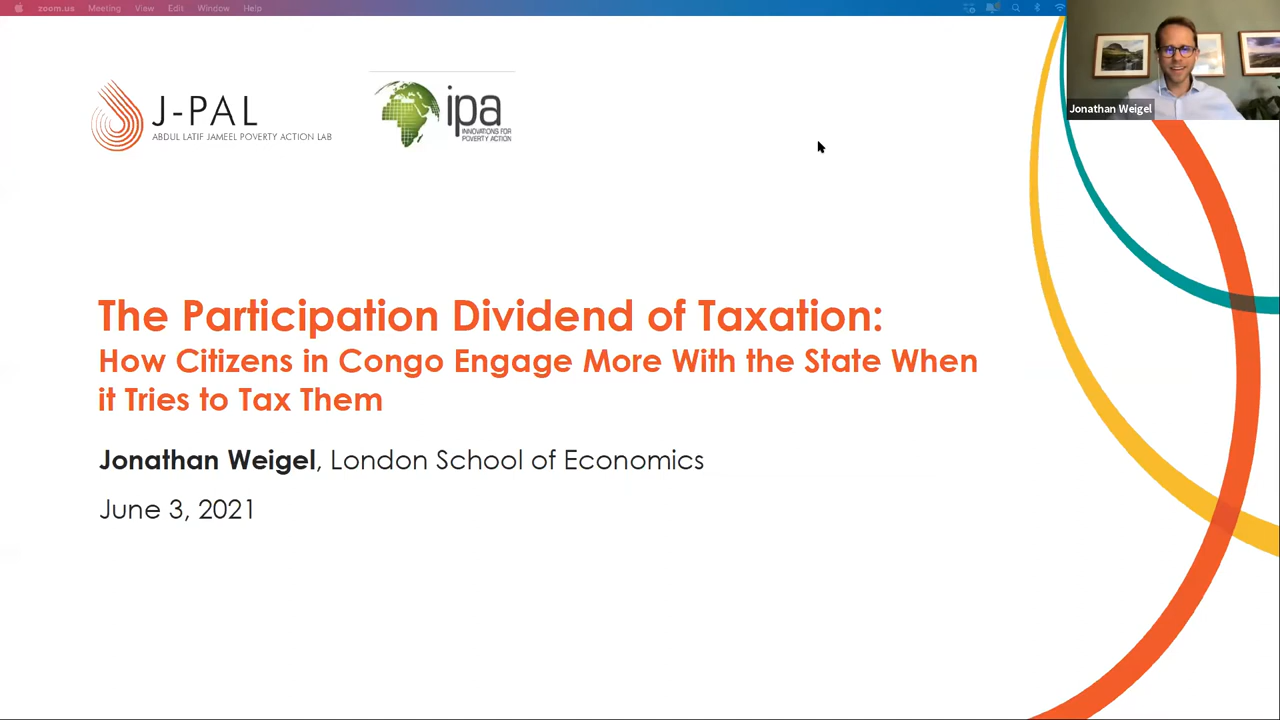 zoom.us Meeting View Edit Window Help
Jonathan Weigel
J-PAL
ABDUL LATIF JAMEEL POVERTY ACTION LAB
ipa
INNOVATIONS FOR
POVERTY ACTION
The Participation Dividend of Taxation:
How Citizens in Congo Engage More With the State When
it Tries to Tax Them
Jonathan Weigel, London School of Economics
June 3, 2021